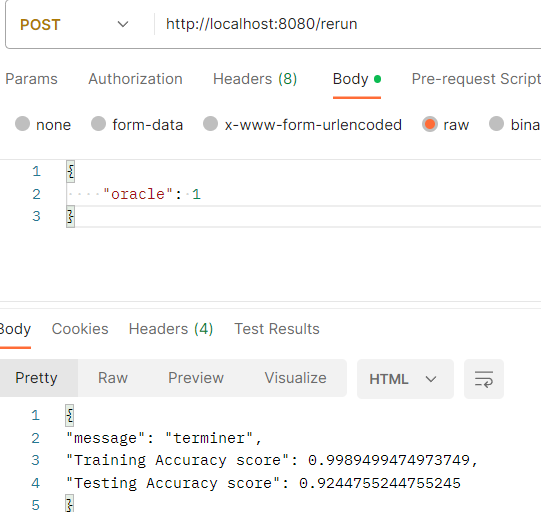 POST http://localhost:8080/rerun
Params Authorization Headers (8) Body Pre-request Script
none form-data x-www-form-urlencoded raw bina
1 {
2 "oracle": 1
3 }
Body Cookies Headers (4) Test Results
Pretty Raw Preview Visualize HTML
1 {
2 "message": "terminer",
3 "Training Accuracy score": 0.9989499474973749,
4 "Testing Accuracy score": 0.9244755244755245
5 }